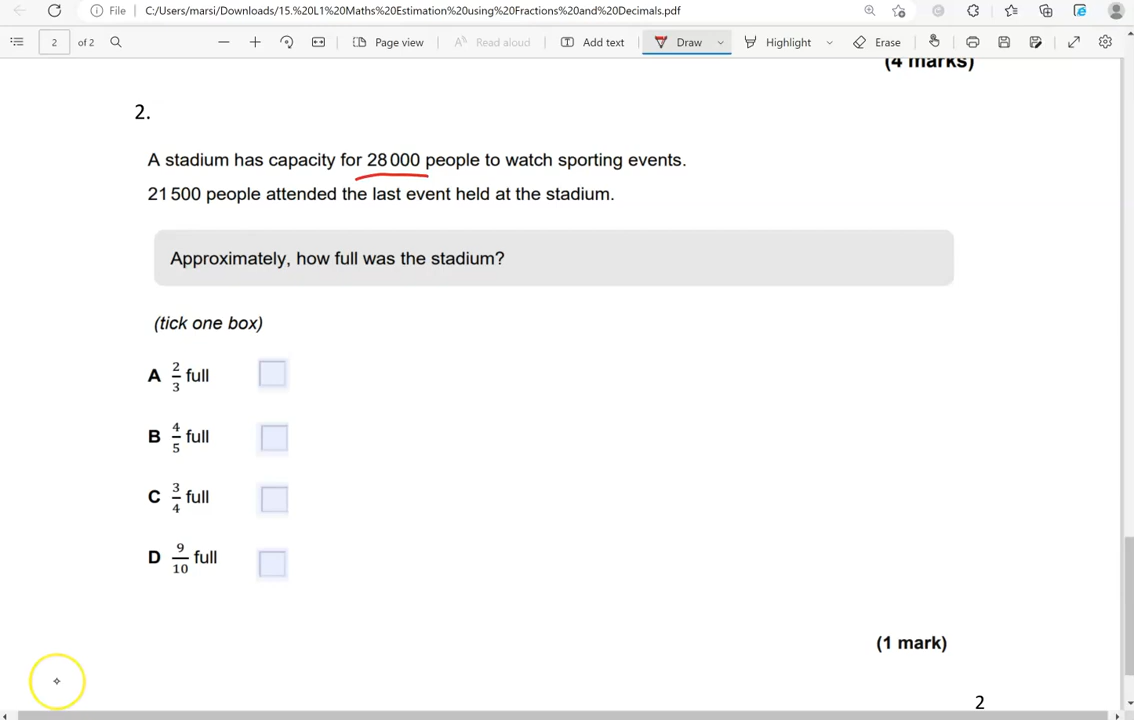 File C:/Users/marsi/Downloads/15.%20L1%20Maths%20Estimation%20using%20Fractions%20and%20Decimals.pdf
2 of 2 Page view Read aloud Add text Draw Highlight Erase
(4 marks)
2.
A stadium has capacity for 28 000 people to watch sporting events.
21 500 people attended the last event held at the stadium.
Approximately, how full was the stadium?
(tick one box)
A 2/3 full
B 4/5 full
C 3/4 full
D 9/10 full
(1 mark)
2